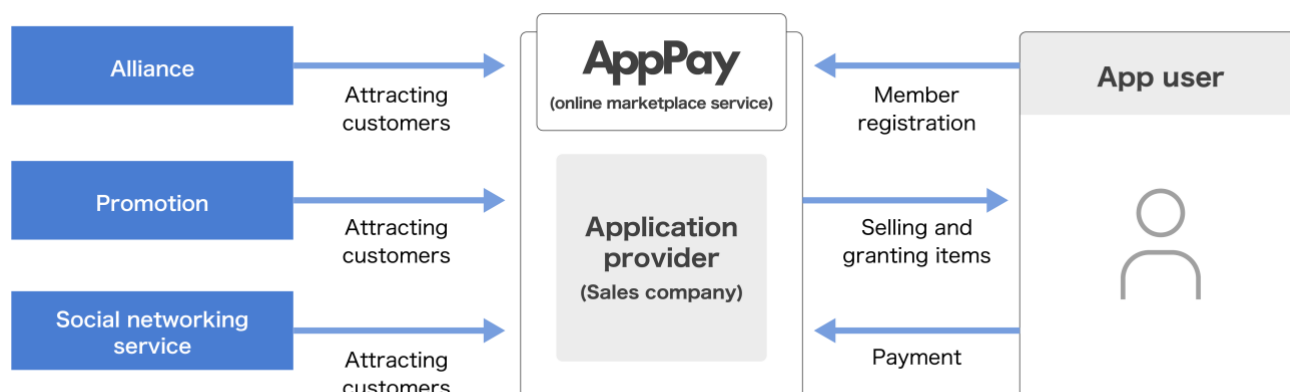 Alliance
Attracting
customers
Promotion
Attracting
customers
Social networking
service
Attracting
customers
AppPay
(online marketplace service)
Application
provider
(Sales company)
Member
registration
Selling and
granting items
Payment
App user